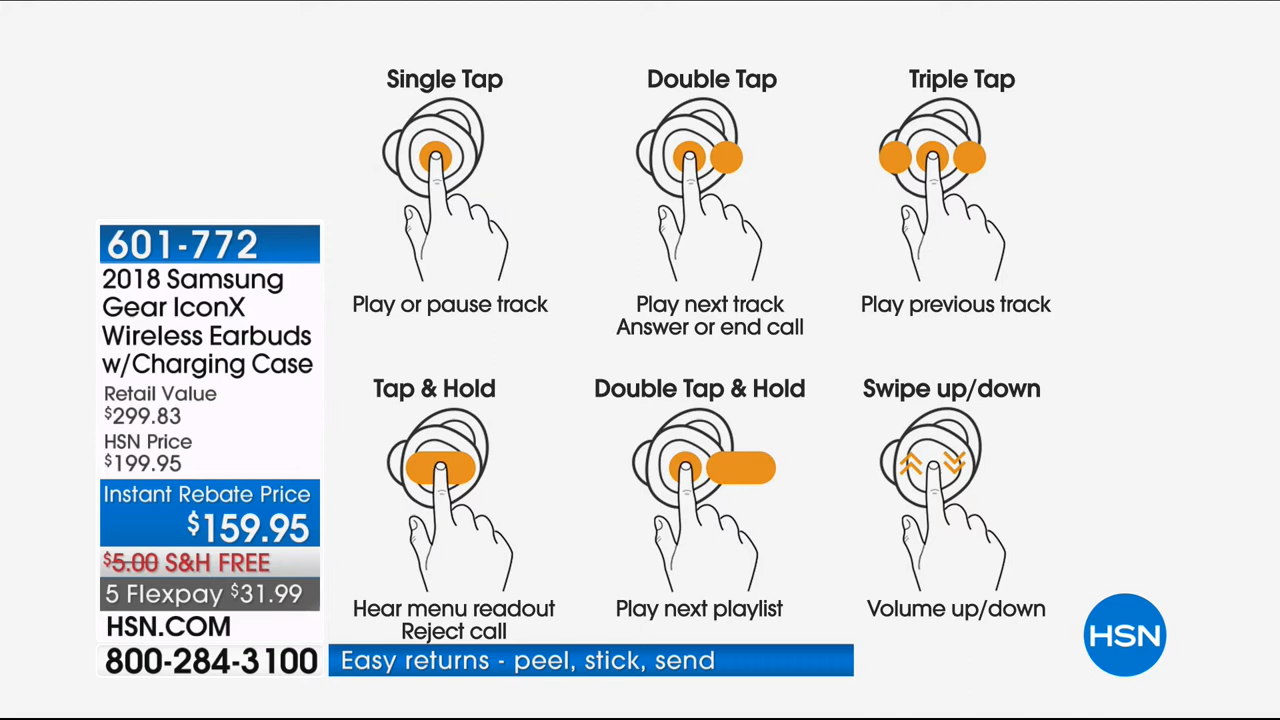 Single Tap
Double Tap
Triple Tap
Play or pause track
Play next track
Answer or end call
Play previous track
Tap & Hold
Double Tap & Hold
Swipe up/down
Hear menu readout
Reject call
Play next playlist
Volume up/down
601-772
2018 Samsung
Gear IconX
Wireless Earbuds
w/Charging Case
Retail Value
$299.83
HSN Price
$199.95
Instant Rebate Price
$159.95
$5.00 S&H FREE
5 Flexpay $31.99
HSN.COM
800-284-3100
Easy returns - peel, stick, send
HSN